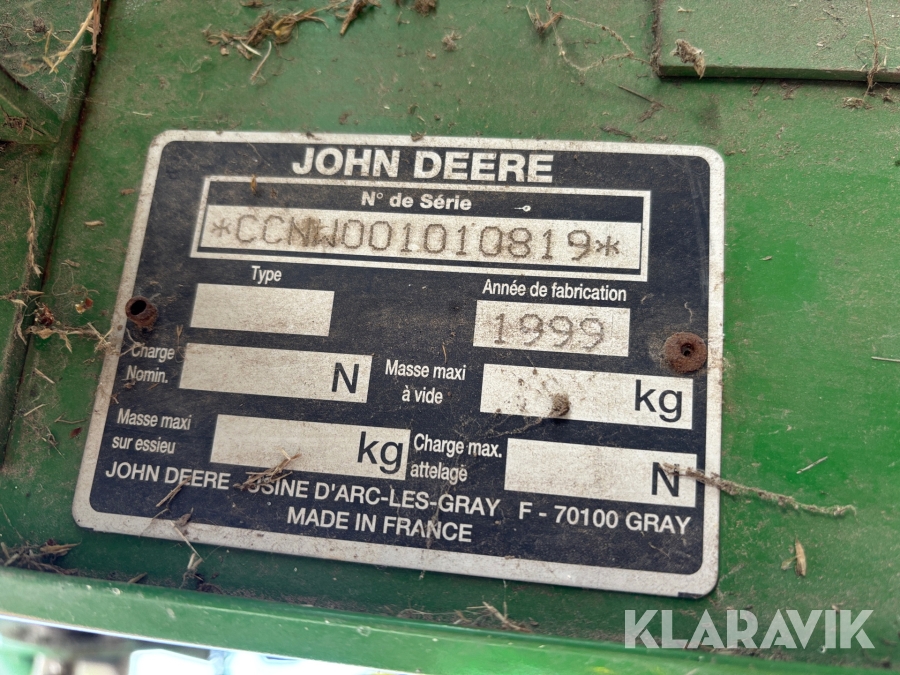 JOHN DEERE
N° de Série
*CCNW001010819*
Type
Année de fabrication
1999
Charge Nomin.
N
Masse maxi à vide
kg
Masse maxi sur essieu
kg
Charge max. attelage
N
JOHN DEERE - USINE D'ARC-LES-GRAY F - 70100 GRAY
MADE IN FRANCE
KLARAVIK